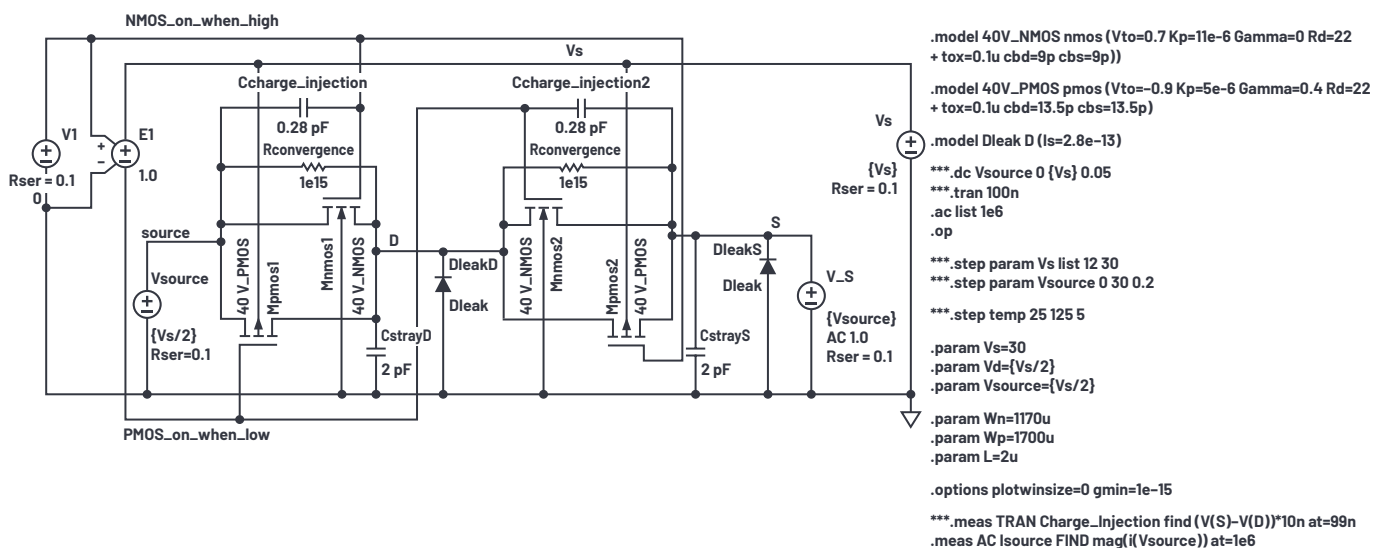 NMOS_on_when_high
Vs
Ccharge_injection
Ccharge_injection2
0.28 pF
0.28 pF
V1
E1
+
−
1.0
Rser = 0.1
0
Rconvergence
1e15
Rconvergence
1e15
Vs
{Vs}
Rser = 0.1
source
Vsource
{Vs/2}
Rser=0.1
40 V_PMOS
Mpmos1
Mnmos1
40 V_NMOS
D
DleakD
Dleak
CstrayD
2 pF
40 V_NMOS
Mnmos2
Mpmos2
40 V_PMOS
S
DleakS
Dleak
CstrayS
2 pF
V_S
{Vsource}
AC 1.0
Rser = 0.1
PMOS_on_when_low
.model 40V_NMOS nmos (Vto=0.7 Kp=11e-6 Gamma=0 Rd=22
+ tox=0.1u cbd=9p cbs=9p))
.model 40V_PMOS pmos (Vto=−0.9 Kp=5e-6 Gamma=0.4 Rd=22
+ tox=0.1u cbd=13.5p cbs=13.5p)
.model Dleak D (Is=2.8e−13)
***.dc Vsource 0 {Vs} 0.05
***.tran 100n
.ac list 1e6
.op
***.step param Vs list 12 30
***.step param Vsource 0 30 0.2
***.step temp 25 125 5
.param Vs=30
.param Vd={Vs/2}
.param Vsource={Vs/2}
.param Wn=1170u
.param Wp=1700u
.param L=2u
.options plotwinsize=0 gmin=1e−15
***.meas TRAN Charge_Injection find (V(S)−V(D))*10n at=99n
.meas AC Isource FIND mag(i(Vsource)) at=1e6